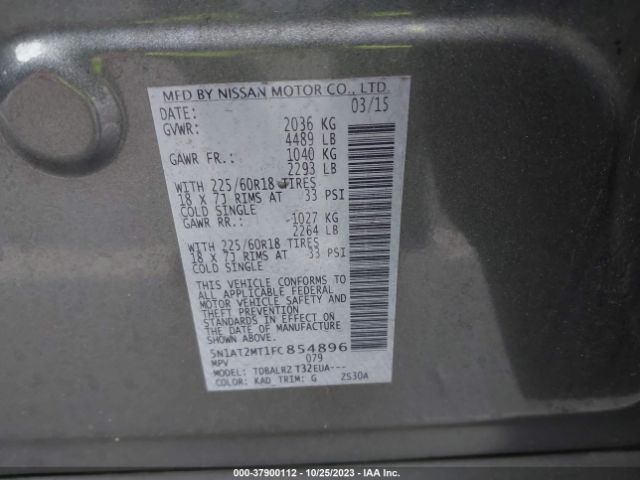 MFD BY NISSAN MOTOR CO., LTD.
DATE: 03/15
GVWR: 2036 KG
4489 LB
GAWR FR.: 1040 KG
2293 LB
WITH 225/60R18 TIRES
18 X 7J RIMS AT 33 PSI
COLD SINGLE
GAWR RR.: 1027 KG
2264 LB
WITH 225/60R18 TIRES
18 X 7J RIMS AT 33 PSI
COLD SINGLE
THIS VEHICLE CONFORMS TO
ALL APPLICABLE FEDERAL
MOTOR VEHICLE SAFETY AND
THEFT PREVENTION
STANDARDS IN EFFECT ON
THE DATE OF MANUFACTURE
SHOWN ABOVE.
5N1AT2MT1FC854896
MPV 079
MODEL: TDBALRZ T32EUA---
COLOR: KAD TRIM: G ZS30A
000-37900112 - 10/25/2023 - IAA Inc.